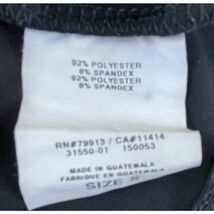 92% POLYESTER
8% SPANDEX
92% POLYESTER
8% SPANDEX
RN#79913 / CA#11414
31550-01 150053
MADE IN GUATEMALA
FABRIQUE EN GUATEMALA
SIZE S